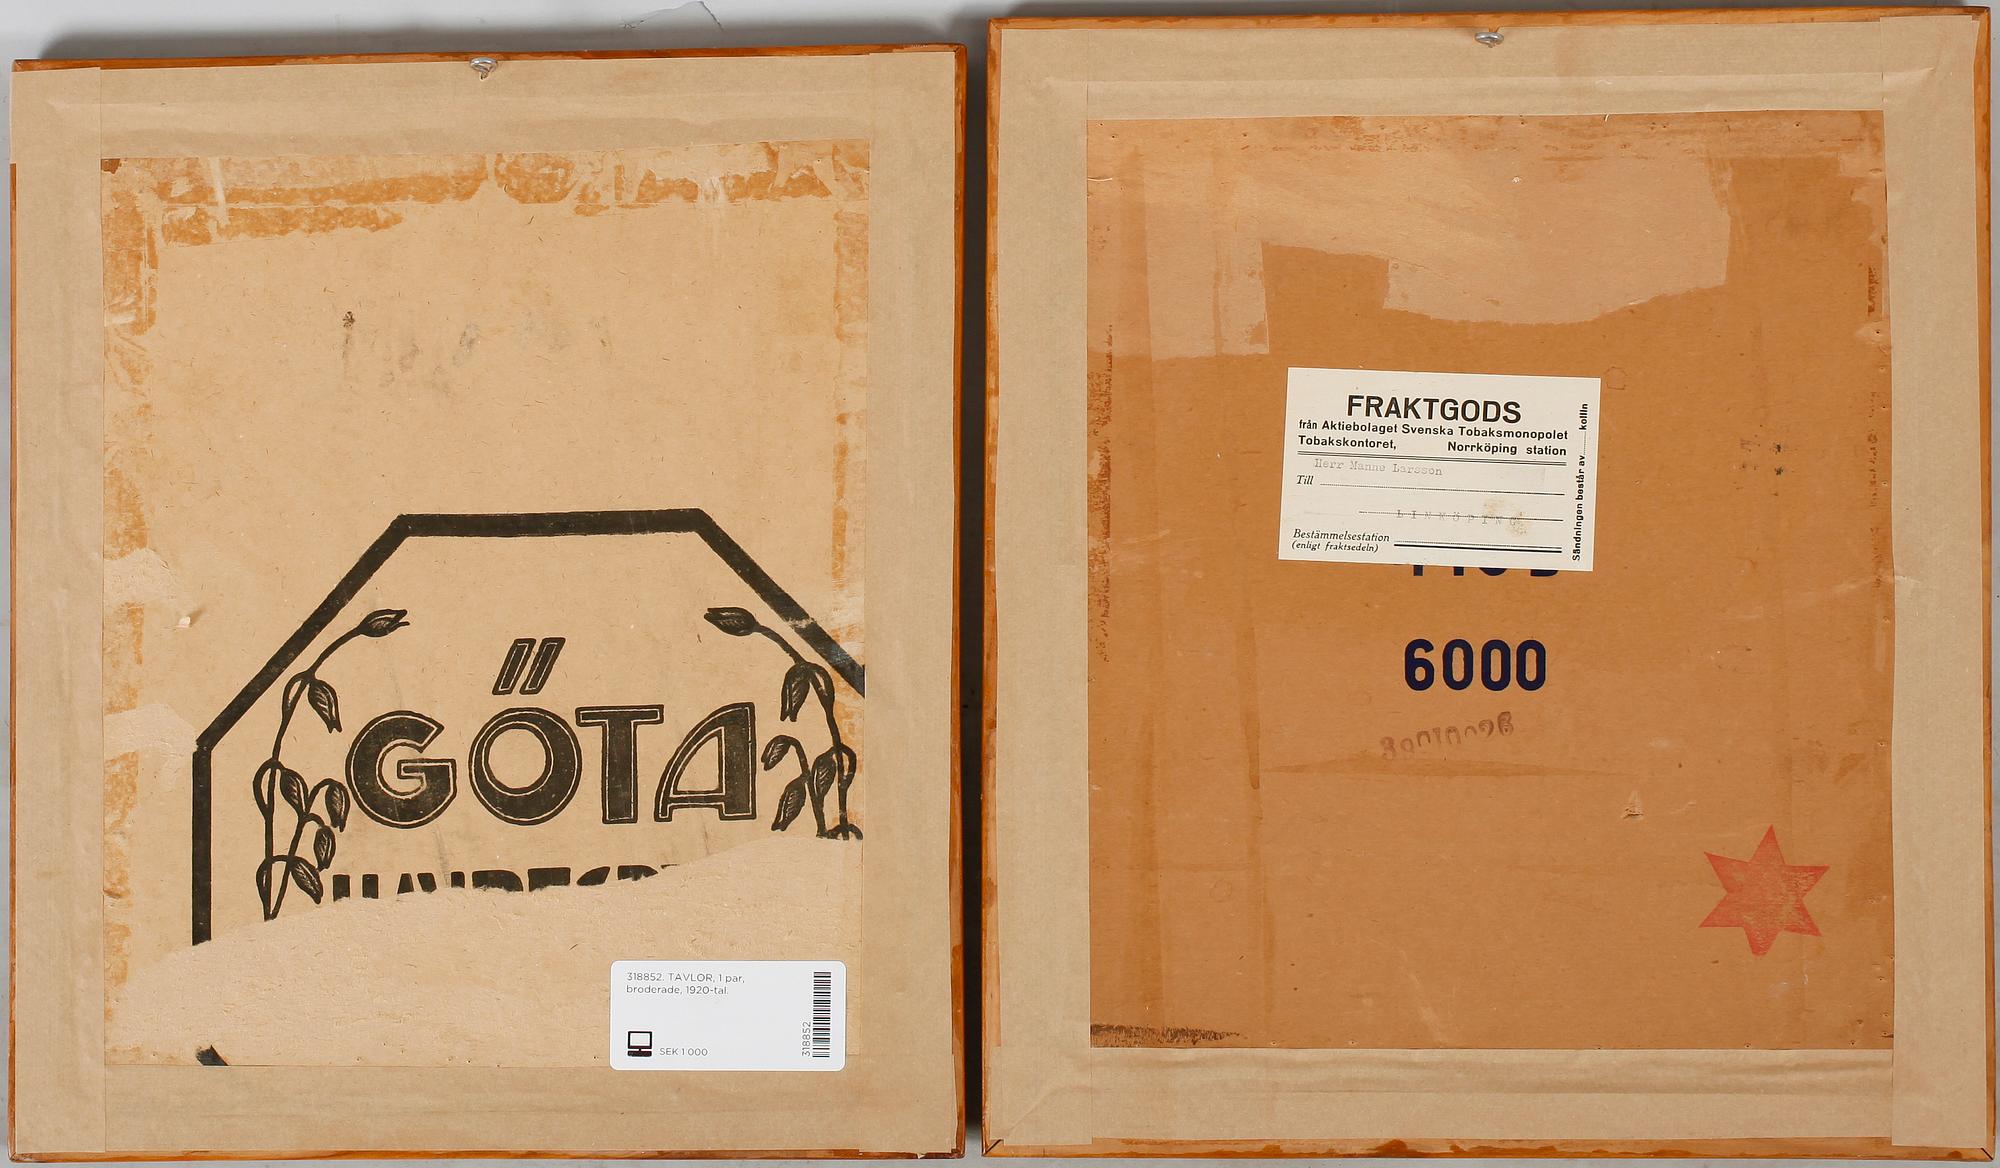 GÖTA
318852. TAVLOR, 1 par,
broderade, 1920-tal.
SEK 1 000
318852
FRAKTGODS
från Aktiebolaget Svenska Tobaksmonopolet
Tobakskontoret, Norrköping station
Herr Manne Larsson
Till
LINKÖPING
Bestämmelsestation
(enligt fraktsedeln)
Sändningen består av ........ kollin
6000